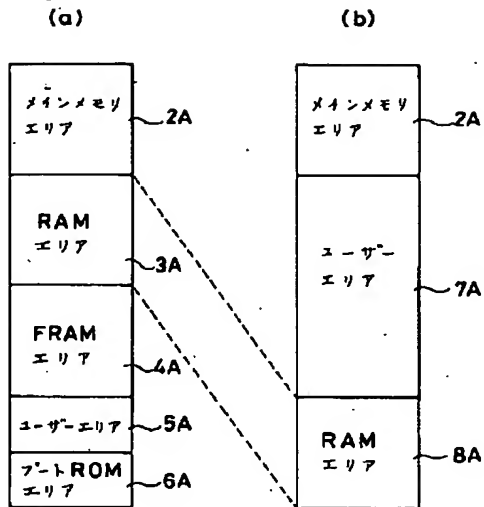 (a)
メインメモリ
エリア
2A
RAM
エリア
3A
FRAM
エリア
4A
ユーザーエリア
5A
ブートROM
エリア
6A
(b)
メインメモリ
エリア
2A
ユーザー
エリア
7A
RAM
エリア
8A